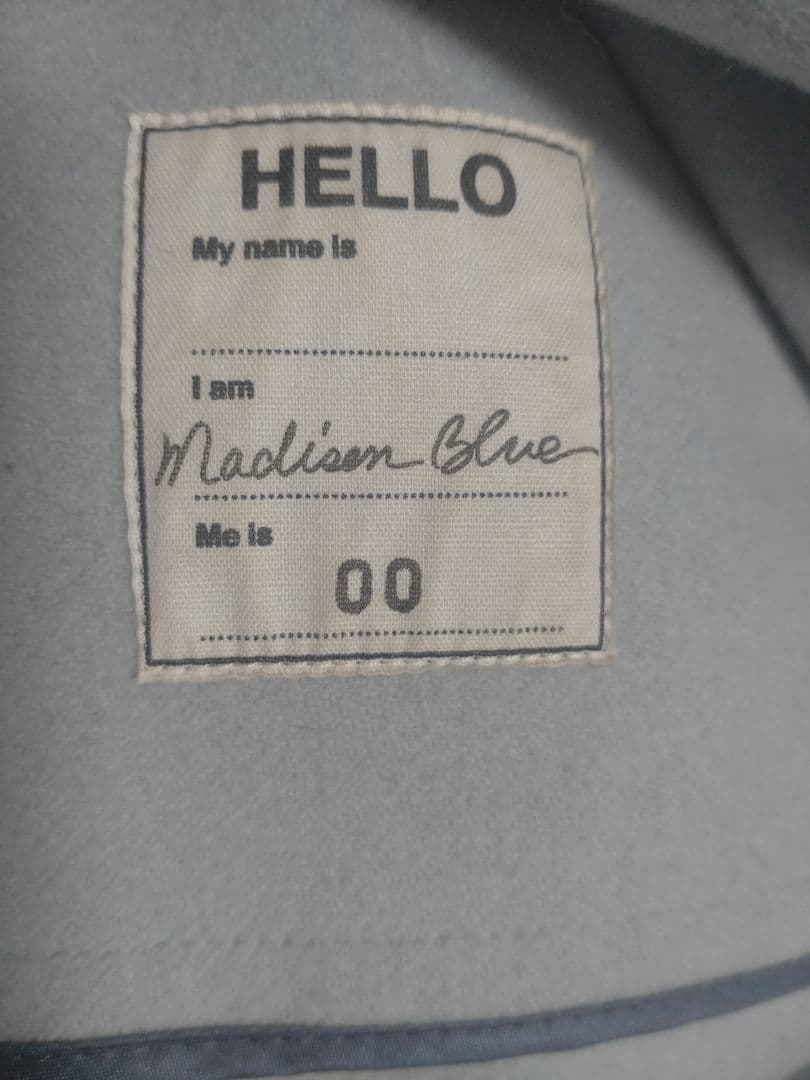 HELLO
My name is
I am
Madison Blue
Me is
00